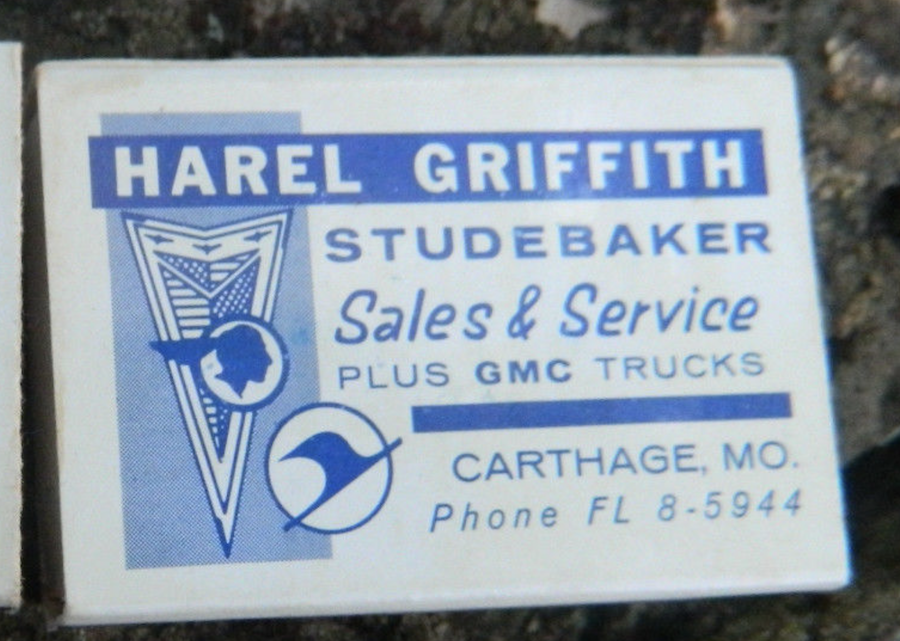 HAREL GRIFFITH
STUDEBAKER
Sales & Service
PLUS GMC TRUCKS
CARTHAGE, MO.
Phone FL 8-5944